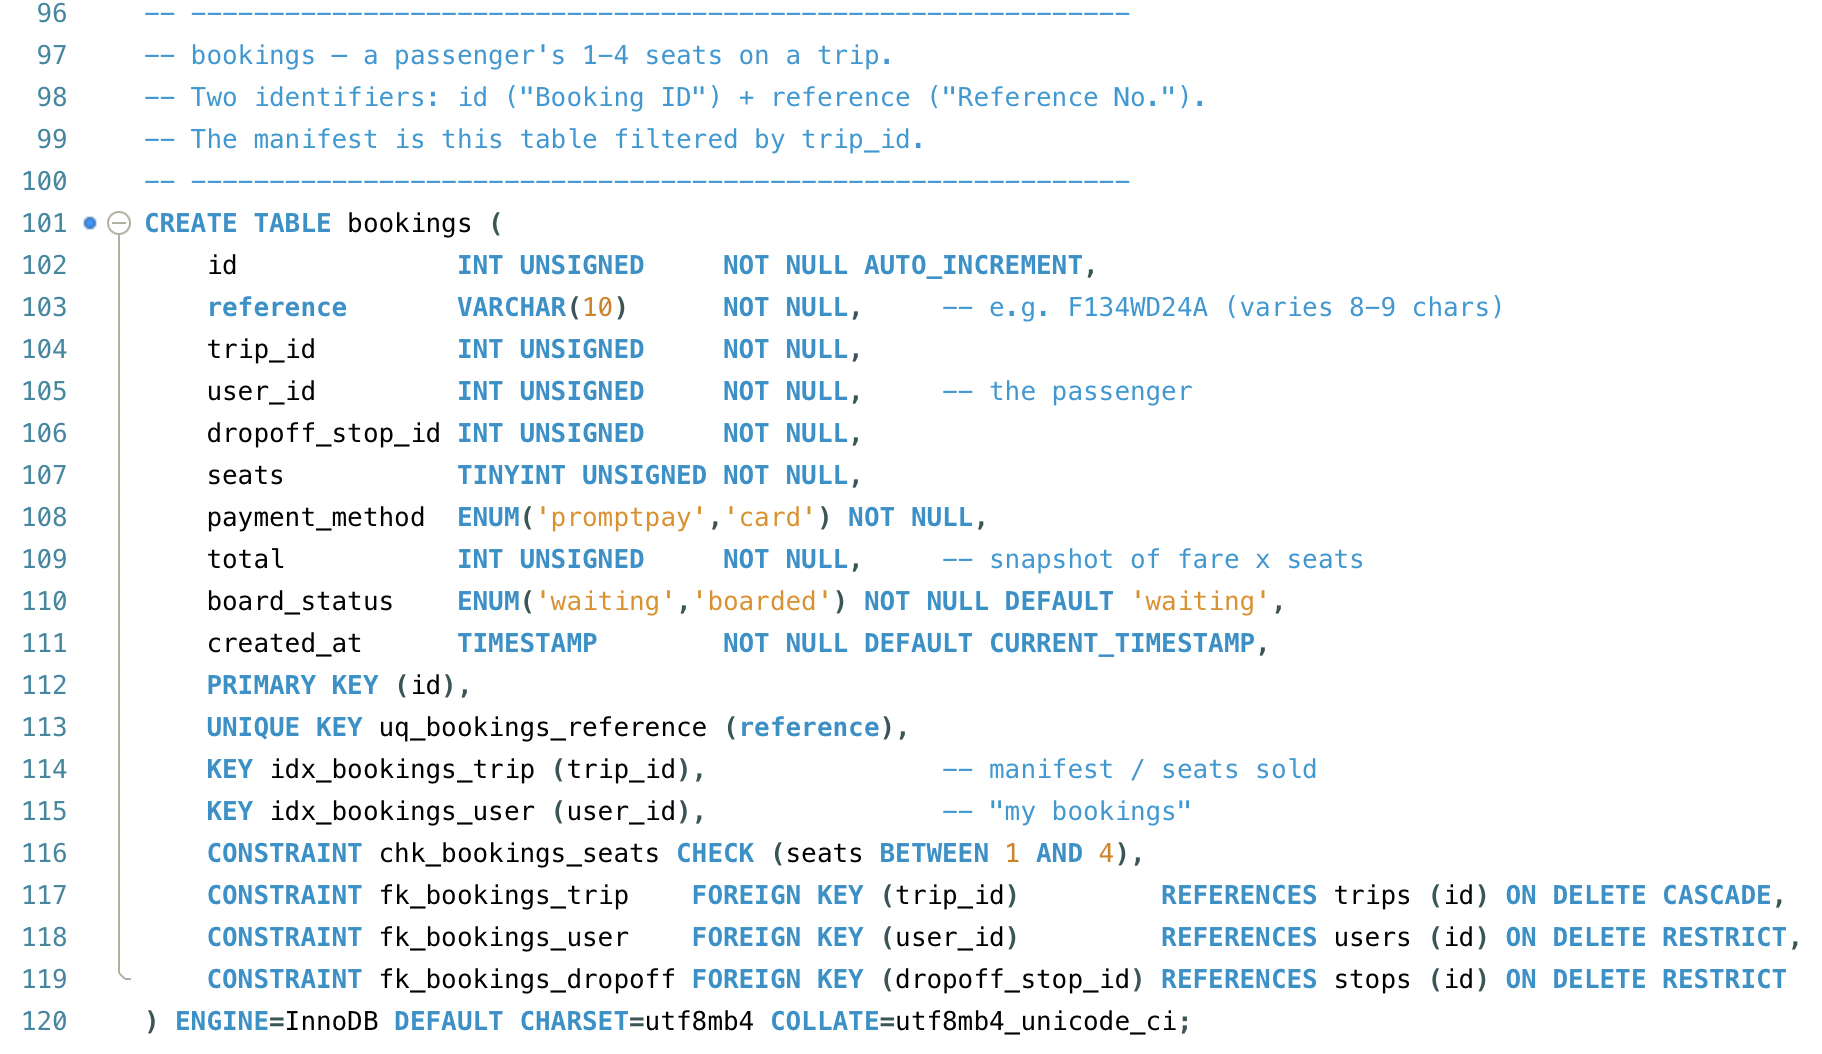 96 -- ------------------------------------------------------------
97 -- bookings — a passenger's 1–4 seats on a trip.
98 -- Two identifiers: id ("Booking ID") + reference ("Reference No.").
99 -- The manifest is this table filtered by trip_id.
100 -- ------------------------------------------------------------
101 CREATE TABLE bookings (
102     id              INT UNSIGNED     NOT NULL AUTO_INCREMENT,
103     reference       VARCHAR(10)      NOT NULL,     -- e.g. F134WD24A (varies 8–9 chars)
104     trip_id         INT UNSIGNED     NOT NULL,
105     user_id         INT UNSIGNED     NOT NULL,     -- the passenger
106     dropoff_stop_id INT UNSIGNED     NOT NULL,
107     seats           TINYINT UNSIGNED NOT NULL,
108     payment_method  ENUM('promptpay','card') NOT NULL,
109     total           INT UNSIGNED     NOT NULL,     -- snapshot of fare x seats
110     board_status    ENUM('waiting','boarded') NOT NULL DEFAULT 'waiting',
111     created_at      TIMESTAMP        NOT NULL DEFAULT CURRENT_TIMESTAMP,
112     PRIMARY KEY (id),
113     UNIQUE KEY uq_bookings_reference (reference),
114     KEY idx_bookings_trip (trip_id),               -- manifest / seats sold
115     KEY idx_bookings_user (user_id),               -- "my bookings"
116     CONSTRAINT chk_bookings_seats CHECK (seats BETWEEN 1 AND 4),
117     CONSTRAINT fk_bookings_trip    FOREIGN KEY (trip_id)         REFERENCES trips (id) ON DELETE CASCADE,
118     CONSTRAINT fk_bookings_user    FOREIGN KEY (user_id)         REFERENCES users (id) ON DELETE RESTRICT,
119     CONSTRAINT fk_bookings_dropoff FOREIGN KEY (dropoff_stop_id) REFERENCES stops (id) ON DELETE RESTRICT
120 ) ENGINE=InnoDB DEFAULT CHARSET=utf8mb4 COLLATE=utf8mb4_unicode_ci;